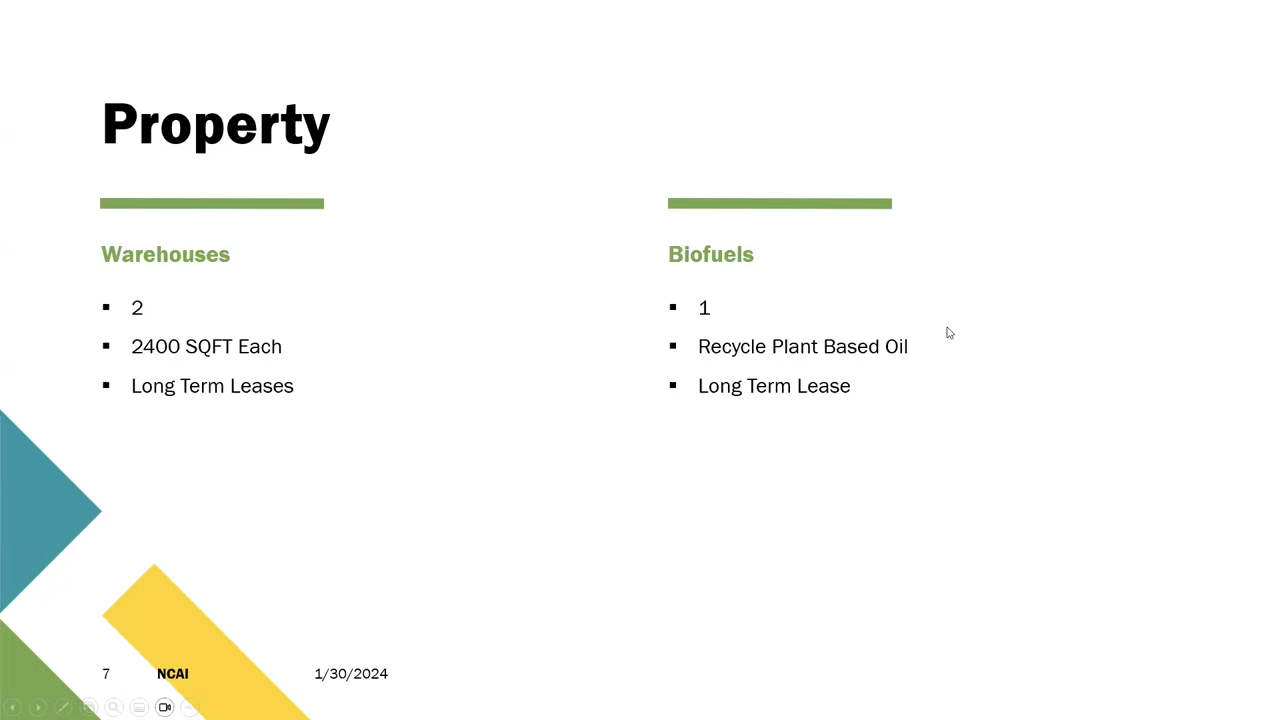 Property
Warehouses
▪ 2
▪ 2400 SQFT Each
▪ Long Term Leases
Biofuels
▪ 1
▪ Recycle Plant Based Oil
▪ Long Term Lease
7 NCAI 1/30/2024